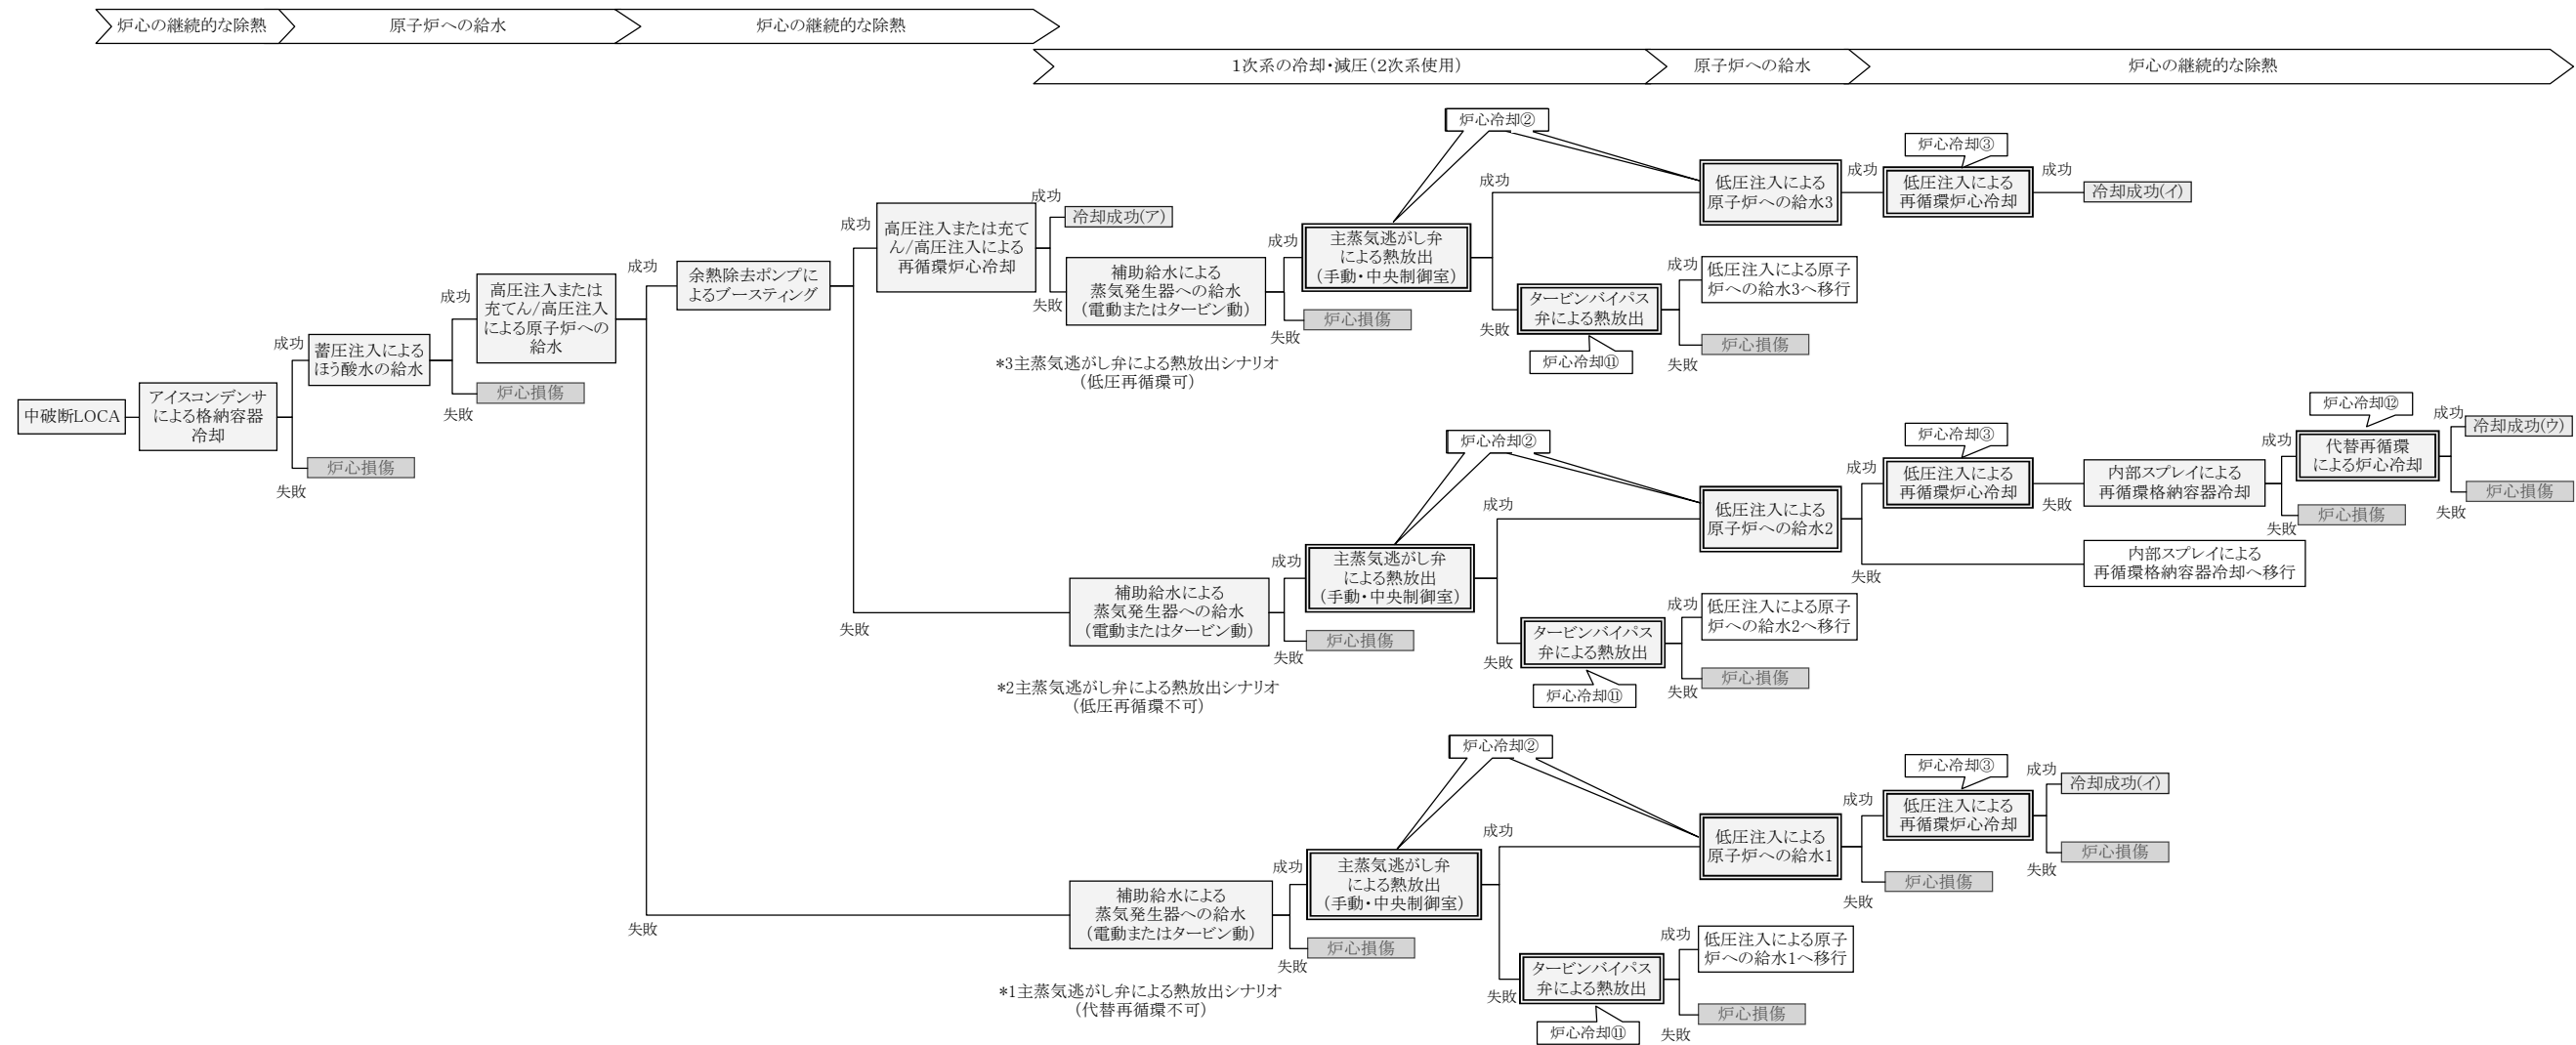 炉心の継続的な除熱
原子炉への給水
炉心の継続的な除熱
1次系の冷却・減圧（2次系使用）
原子炉への給水
炉心の継続的な除熱
中破断LOCA
アイスコンデンサ
による格納容器
冷却
成功
失敗
炉心損傷
蓄圧注入による
ほう酸水の給水
成功
失敗
炉心損傷
高圧注入または
充てん/高圧注入
による原子炉への
給水
成功
失敗
余熱除去ポンプに
よるブースティング
成功
失敗
高圧注入または充て
ん/高圧注入による
再循環炉心冷却
成功
冷却成功(ア)
失敗
補助給水による
蒸気発生器への給水
（電動またはタービン動）
成功
失敗
炉心損傷
*3主蒸気逃がし弁による熱放出シナリオ
（低圧再循環可）
炉心冷却②
主蒸気逃がし弁
による熱放出
（手動・中央制御室）
成功
失敗
タービンバイパス
弁による熱放出
炉心冷却⑪
成功
低圧注入による原子
炉への給水3へ移行
失敗
炉心損傷
低圧注入による
原子炉への給水3
成功
炉心冷却③
低圧注入による
再循環炉心冷却
成功
冷却成功(イ)
補助給水による
蒸気発生器への給水
（電動またはタービン動）
成功
失敗
炉心損傷
*2主蒸気逃がし弁による熱放出シナリオ
（低圧再循環不可）
炉心冷却②
主蒸気逃がし弁
による熱放出
（手動・中央制御室）
成功
失敗
タービンバイパス
弁による熱放出
炉心冷却⑪
成功
低圧注入による原子
炉への給水2へ移行
失敗
炉心損傷
低圧注入による
原子炉への給水2
成功
失敗
炉心冷却③
低圧注入による
再循環炉心冷却
失敗
内部スプレイによる
再循環格納容器冷却
成功
失敗
炉心損傷
炉心冷却⑫
代替再循環
による炉心冷却
成功
冷却成功(ウ)
失敗
炉心損傷
内部スプレイによる
再循環格納容器冷却へ移行
補助給水による
蒸気発生器への給水
（電動またはタービン動）
成功
失敗
炉心損傷
*1主蒸気逃がし弁による熱放出シナリオ
（代替再循環不可）
炉心冷却②
主蒸気逃がし弁
による熱放出
（手動・中央制御室）
成功
失敗
タービンバイパス
弁による熱放出
炉心冷却⑪
成功
低圧注入による原子
炉への給水1へ移行
失敗
炉心損傷
低圧注入による
原子炉への給水1
成功
失敗
炉心損傷
炉心冷却③
低圧注入による
再循環炉心冷却
成功
冷却成功(イ)
失敗
炉心損傷